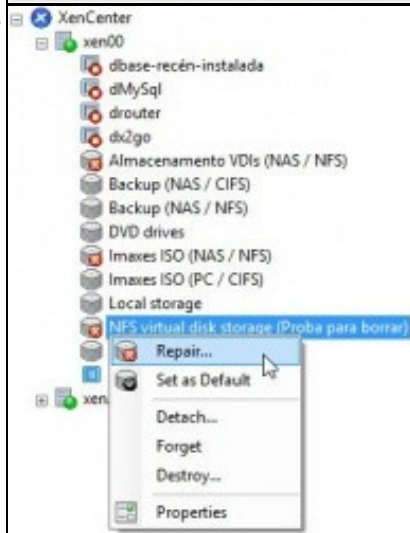 XenCenter
xen00
dbase-recén-instalada
dMySql
drouter
dx2go
Almacenamento VDIs (NAS / NFS)
Backup (NAS / CIFS)
Backup (NAS / NFS)
DVD drives
Imaxes ISO (NAS / NFS)
Imaxes ISO (PC / CIFS)
Local storage
NFS virtual disk storage (Proba para borrar)
Repair...
Set as Default
xen
Detach...
Forget
Destroy...
Properties